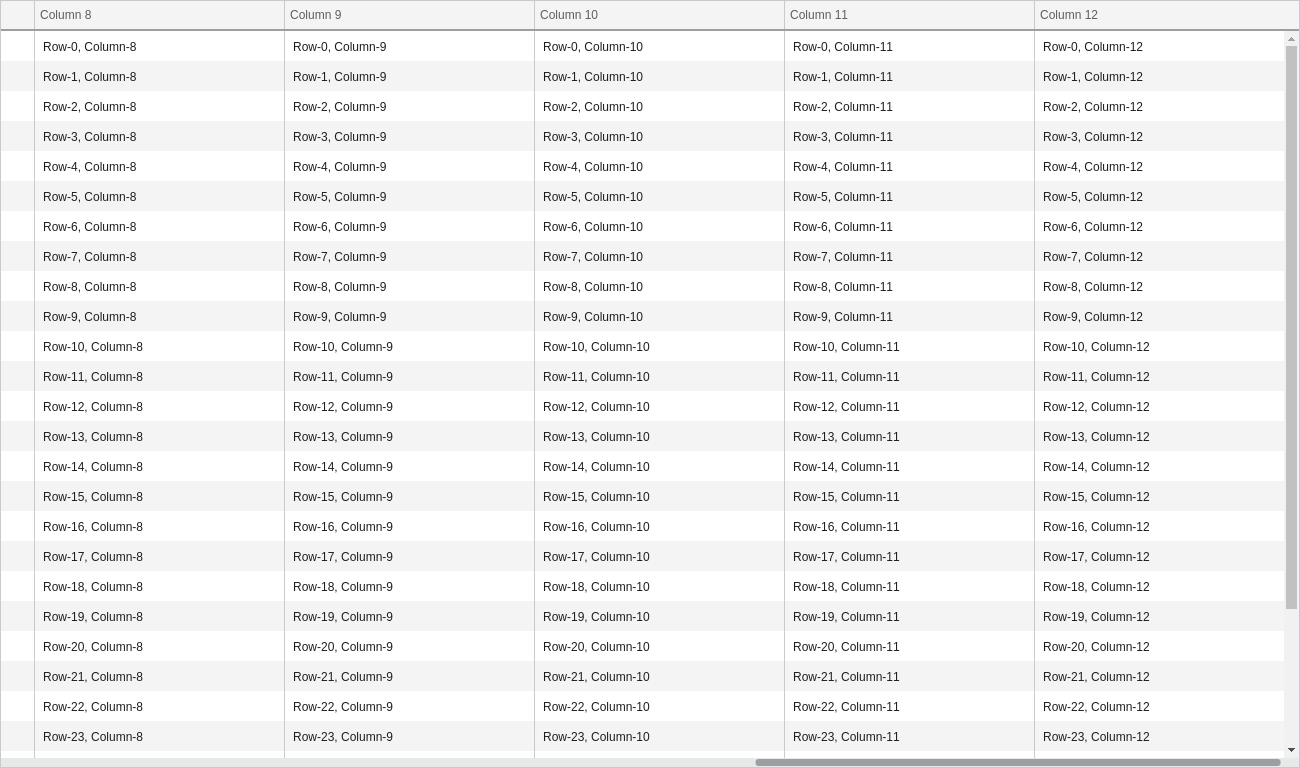 Column 8 Column 9 Column 10 Column 11 Column 12
Row-0, Column-8 Row-0, Column-9 Row-0, Column-10 Row-0, Column-11 Row-0, Column-12
Row-1, Column-8 Row-1, Column-9 Row-1, Column-10 Row-1, Column-11 Row-1, Column-12
Row-2, Column-8 Row-2, Column-9 Row-2, Column-10 Row-2, Column-11 Row-2, Column-12
Row-3, Column-8 Row-3, Column-9 Row-3, Column-10 Row-3, Column-11 Row-3, Column-12
Row-4, Column-8 Row-4, Column-9 Row-4, Column-10 Row-4, Column-11 Row-4, Column-12
Row-5, Column-8 Row-5, Column-9 Row-5, Column-10 Row-5, Column-11 Row-5, Column-12
Row-6, Column-8 Row-6, Column-9 Row-6, Column-10 Row-6, Column-11 Row-6, Column-12
Row-7, Column-8 Row-7, Column-9 Row-7, Column-10 Row-7, Column-11 Row-7, Column-12
Row-8, Column-8 Row-8, Column-9 Row-8, Column-10 Row-8, Column-11 Row-8, Column-12
Row-9, Column-8 Row-9, Column-9 Row-9, Column-10 Row-9, Column-11 Row-9, Column-12
Row-10, Column-8 Row-10, Column-9 Row-10, Column-10 Row-10, Column-11 Row-10, Column-12
Row-11, Column-8 Row-11, Column-9 Row-11, Column-10 Row-11, Column-11 Row-11, Column-12
Row-12, Column-8 Row-12, Column-9 Row-12, Column-10 Row-12, Column-11 Row-12, Column-12
Row-13, Column-8 Row-13, Column-9 Row-13, Column-10 Row-13, Column-11 Row-13, Column-12
Row-14, Column-8 Row-14, Column-9 Row-14, Column-10 Row-14, Column-11 Row-14, Column-12
Row-15, Column-8 Row-15, Column-9 Row-15, Column-10 Row-15, Column-11 Row-15, Column-12
Row-16, Column-8 Row-16, Column-9 Row-16, Column-10 Row-16, Column-11 Row-16, Column-12
Row-17, Column-8 Row-17, Column-9 Row-17, Column-10 Row-17, Column-11 Row-17, Column-12
Row-18, Column-8 Row-18, Column-9 Row-18, Column-10 Row-18, Column-11 Row-18, Column-12
Row-19, Column-8 Row-19, Column-9 Row-19, Column-10 Row-19, Column-11 Row-19, Column-12
Row-20, Column-8 Row-20, Column-9 Row-20, Column-10 Row-20, Column-11 Row-20, Column-12
Row-21, Column-8 Row-21, Column-9 Row-21, Column-10 Row-21, Column-11 Row-21, Column-12
Row-22, Column-8 Row-22, Column-9 Row-22, Column-10 Row-22, Column-11 Row-22, Column-12
Row-23, Column-8 Row-23, Column-9 Row-23, Column-10 Row-23, Column-11 Row-23, Column-12